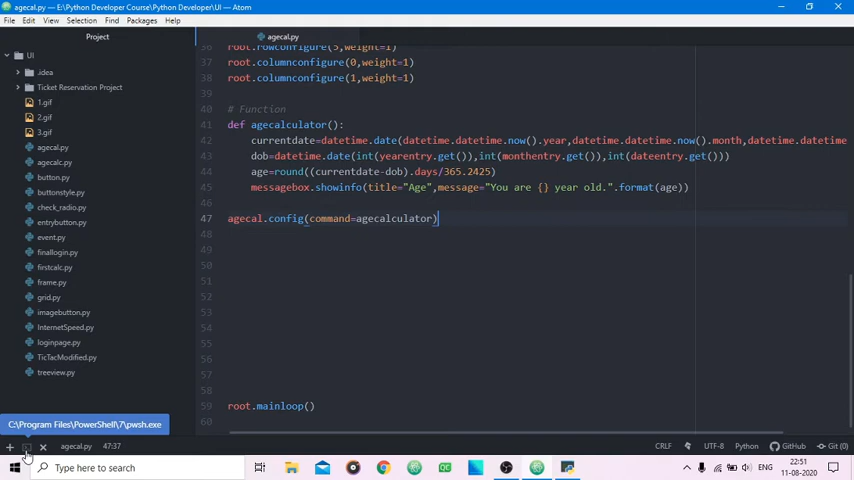 agecal.py — E:\Python Developer Course\Python Developer\UI — Atom
File Edit View Selection Find Packages Help
Project
agecal.py
UI
.idea
Ticket Reservation Project
1.gif
2.gif
3.gif
agecal.py
agecalc.py
button.py
buttonstyle.py
check_radio.py
entrybutton.py
event.py
finallogin.py
firstcalc.py
frame.py
grid.py
imagebutton.py
InternetSpeed.py
loginpage.py
TicTacModified.py
treeview.py
36 root.rowconfigure(5,weight=1)
37 root.columnconfigure(0,weight=1)
38 root.columnconfigure(1,weight=1)
39
40 # Function
41 def agecalculator():
42 currentdate=datetime.date(datetime.datetime.now().year,datetime.datetime.now().month,datetime.datetime
43 dob=datetime.date(int(yearentry.get()),int(monthentry.get()),int(dateentry.get()))
44 age=round((currentdate-dob).days/365.2425)
45 messagebox.showinfo(title="Age",message="You are {} year old.".format(age))
46
47 agecal.config(command=agecalculator)
48
49
50
51
52
53
54
55
56
57
58
59 root.mainloop()
60
C:\Program Files\PowerShell\7\pwsh.exe
agecal.py 47:37
CRLF UTF-8 Python GitHub Git (0)
Type here to search
ENG
22:51
11-08-2020